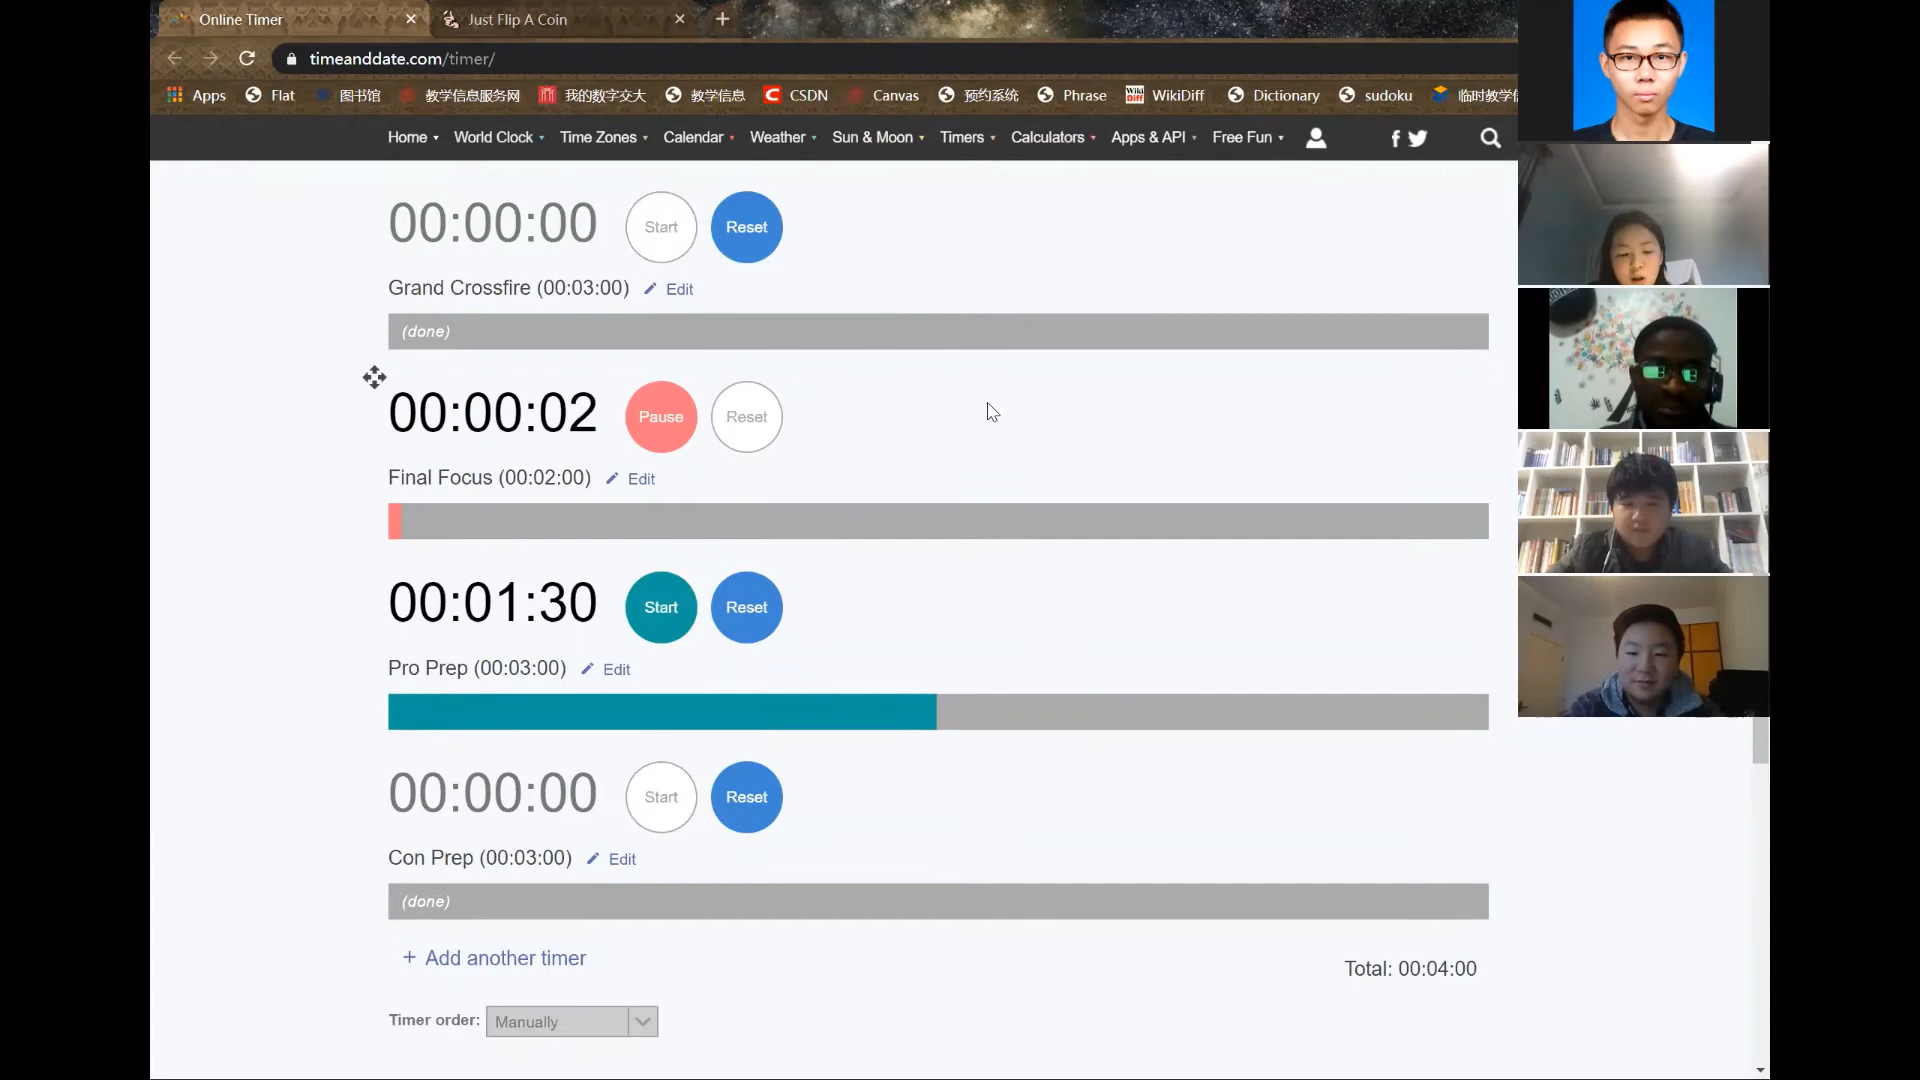 Online Timer
Just Flip A Coin
timeanddate.com/timer/
Apps Flat 图书馆 教学信息服务网 我的数字交大 教学信息 CSDN Canvas 预约系统 Phrase WikiDiff Dictionary sudoku 临时教学信
Home World Clock Time Zones Calendar Weather Sun & Moon Timers Calculators Apps & API Free Fun
00:00:00 Start Reset
Grand Crossfire (00:03:00) Edit
(done)
00:00:02 Pause Reset
Final Focus (00:02:00) Edit
00:01:30 Start Reset
Pro Prep (00:03:00) Edit
00:00:00 Start Reset
Con Prep (00:03:00) Edit
(done)
+ Add another timer
Total: 00:04:00
Timer order: Manually